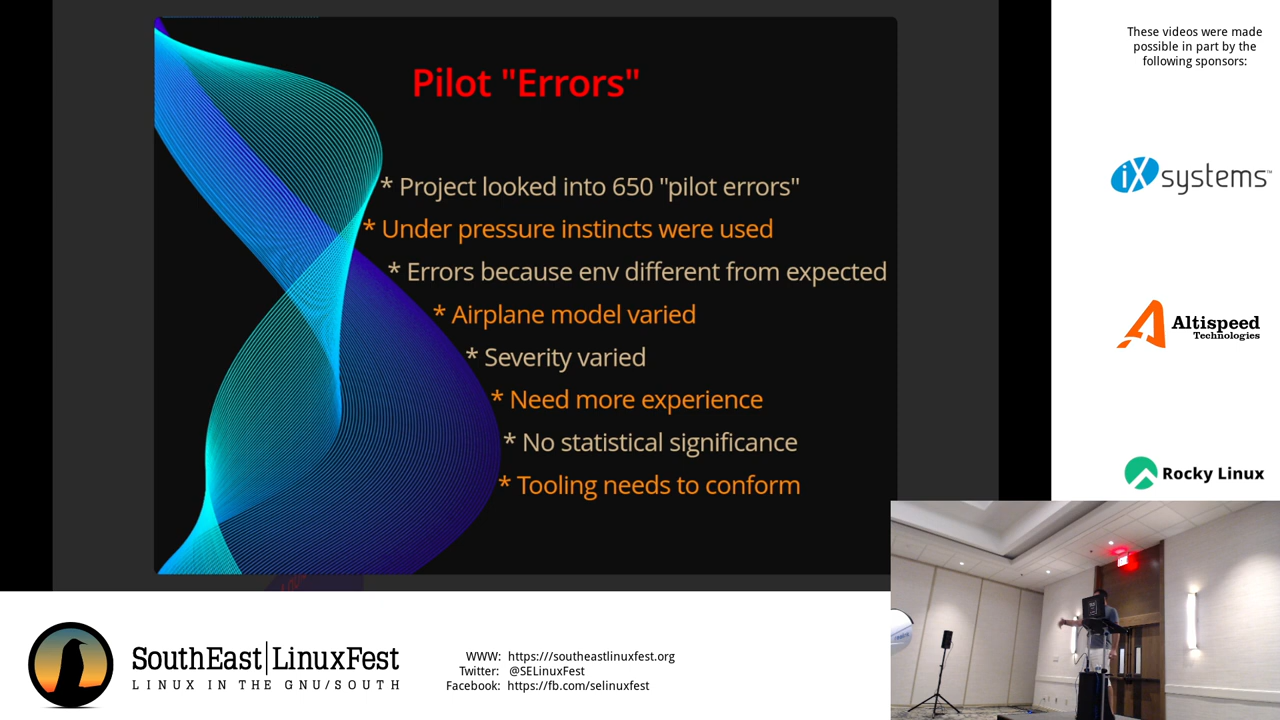 Pilot "Errors"
* Project looked into 650 "pilot errors"
* Under pressure instincts were used
* Errors because env different from expected
* Airplane model varied
* Severity varied
* Need more experience
* No statistical significance
* Tooling needs to conform
These videos were made
possible in part by the
following sponsors:
iXsystems™
Altispeed
Technologies
Rocky Linux
SouthEast LinuxFest
LINUX IN THE GNU/SOUTH
WWW: https:///southeastlinuxfest.org
Twitter: @SELinuxFest
Facebook: https://fb.com/selinuxfest